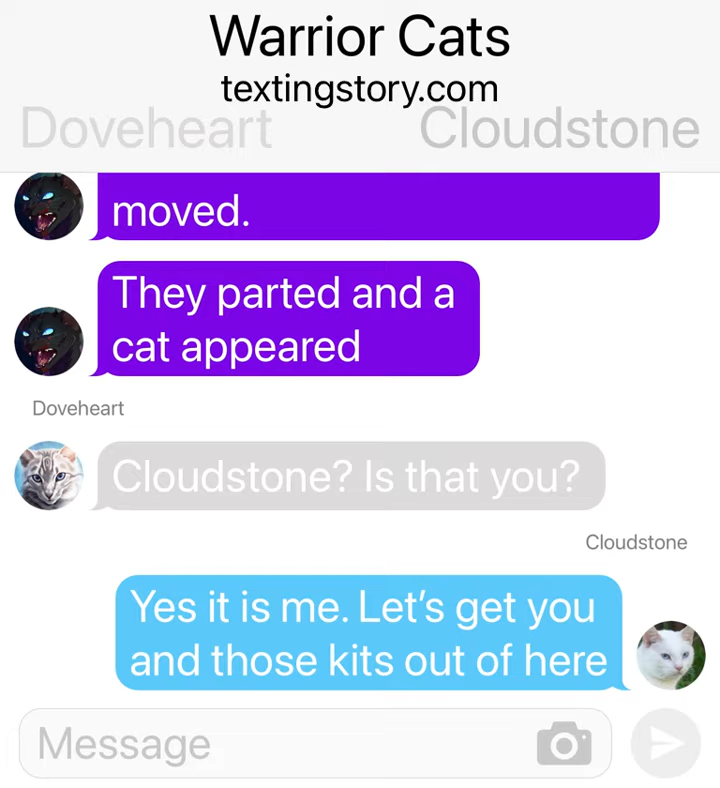 Warrior Cats
textingstory.com
Doveheart Cloudstone
moved.
They parted and a
cat appeared
Doveheart
Cloudstone? Is that you?
Cloudstone
Yes it is me. Let's get you
and those kits out of here
Message